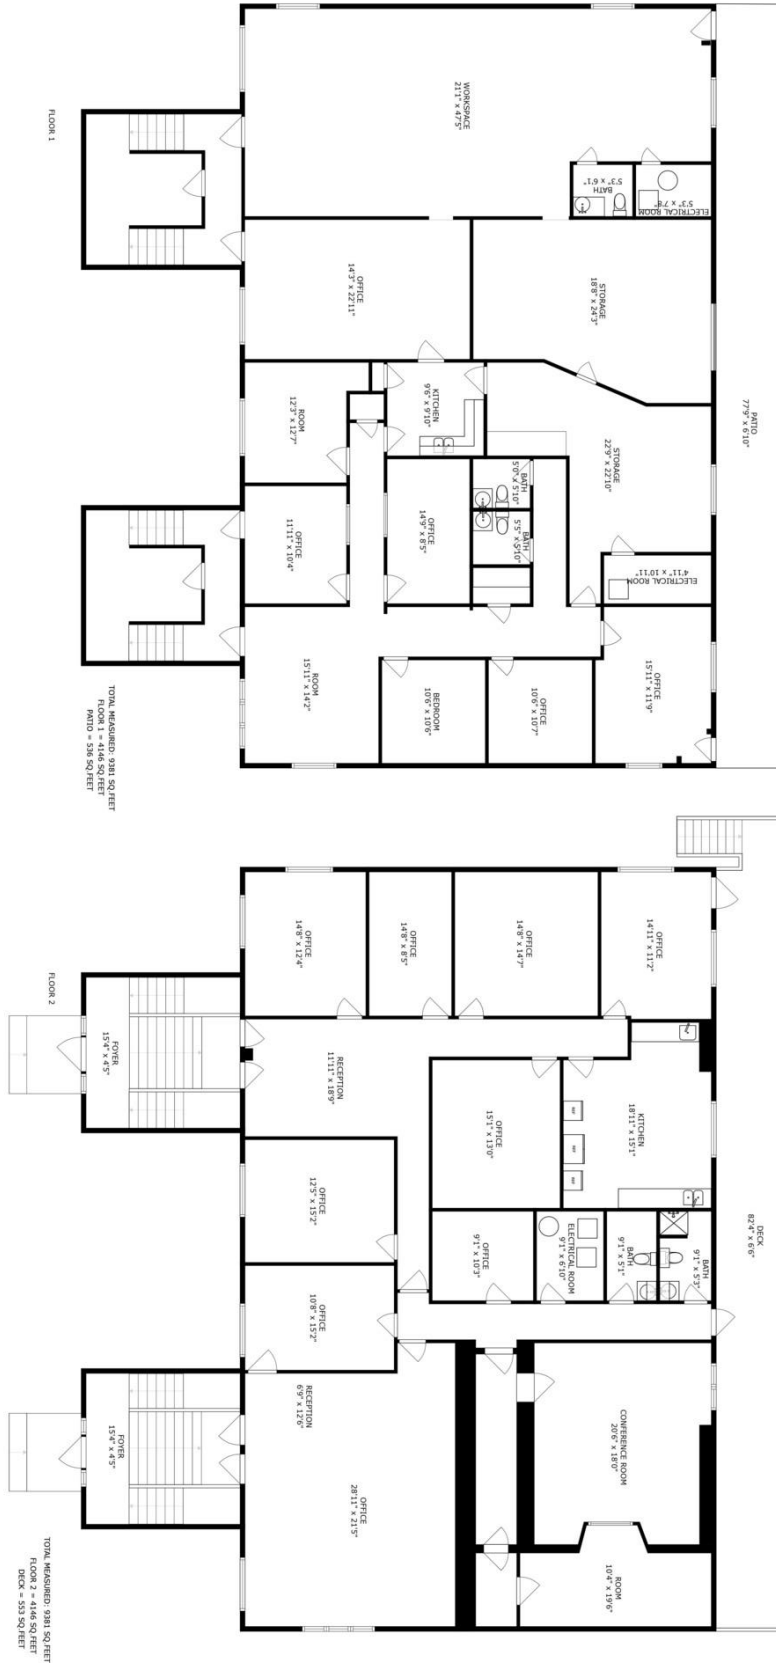 WORKSPACE
21'1" x 47'5"
BATH
5'3" x 6'1"
ELECTRICAL ROOM
5'3" x 7'8"
OFFICE
14'3" x 22'11"
STORAGE
18'8" x 24'3"
PATIO
77'9" x 6'10"
FLOOR 1
ROOM
12'3" x 12'7"
KITCHEN
9'6" x 9'10"
STORAGE
22'9" x 22'10"
OFFICE
11'11" x 10'4"
OFFICE
14'9" x 8'5"
BATH
5'0" x 5'10"
BATH
5'5" x 5'10"
ELECTRICAL ROOM
4'11" x 10'11"
ROOM
15'11" x 14'2"
BEDROOM
10'6" x 10'6"
OFFICE
10'6" x 10'7"
OFFICE
15'11" x 11'9"
TOTAL MEASURED: 9381 SQ.FEET
FLOOR 1 = 4146 SQ.FEET
PATIO = 536 SQ.FEET
OFFICE
14'8" x 12'4"
OFFICE
14'8" x 8'5"
OFFICE
14'8" x 14'7"
OFFICE
14'11" x 11'2"
FLOOR 2
FOYER
15'4" x 4'5"
RECEPTION
11'11" x 18'9"
OFFICE
15'1" x 13'0"
KITCHEN
18'11" x 15'1"
REF
REF
REF
DECK
82'4" x 6'6"
OFFICE
12'5" x 15'2"
OFFICE
9'1" x 10'3"
ELECTRICAL ROOM
9'1" x 6'10"
BATH
9'1" x 5'1"
BATH
9'1" x 5'3"
OFFICE
10'8" x 15'2"
RECEPTION
6'9" x 12'6"
FOYER
15'4" x 4'5"
OFFICE
28'11" x 21'5"
CONFERENCE ROOM
20'6" x 18'0"
ROOM
10'4" x 19'6"
TOTAL MEASURED: 9381 SQ.FEET
FLOOR 2 = 4146 SQ.FEET
DECK = 553 SQ.FEET